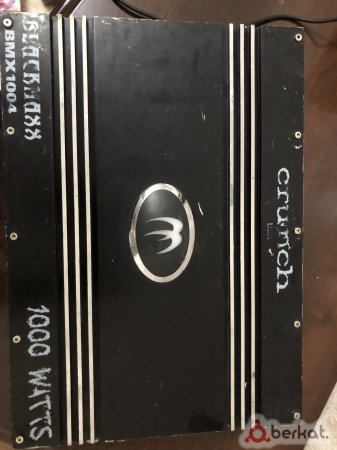 BLACKMAXX
BMX1004
1000 WATTS
crunch
berkat.